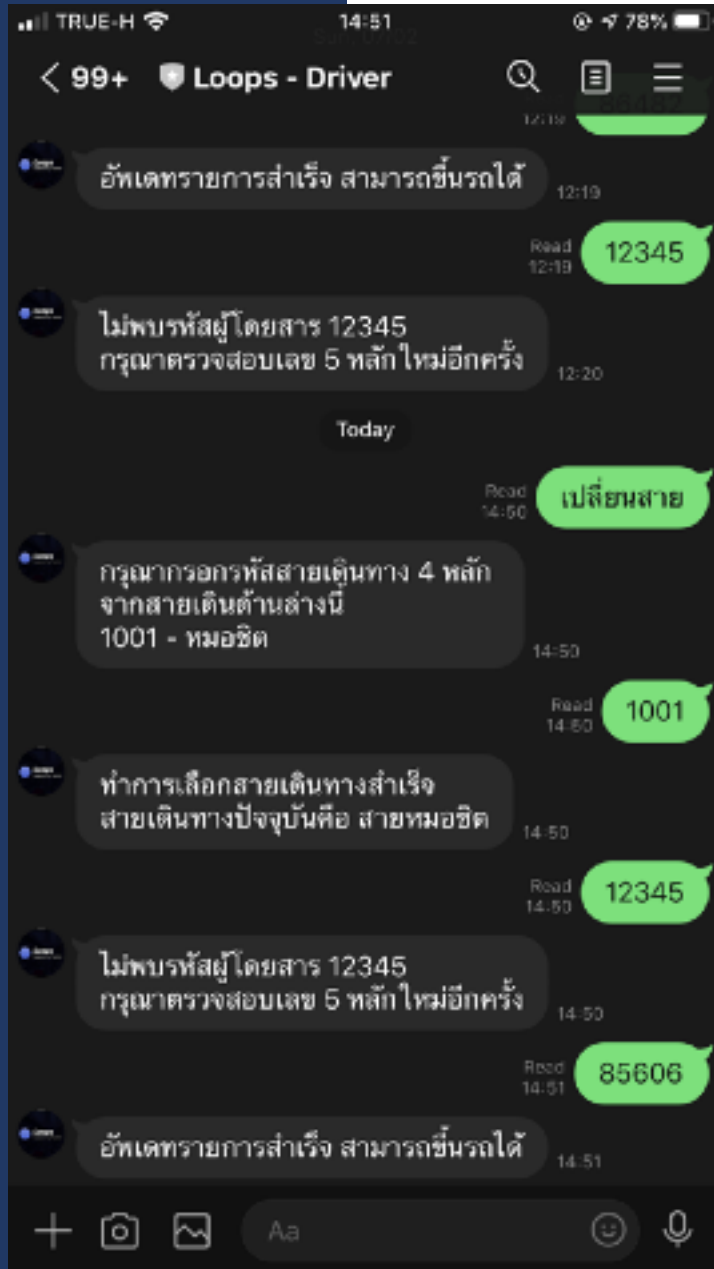 TRUE-H
14:51
78%
99+
Loops - Driver
86482
12:19
อัพเดทรายการสำเร็จ สามารถขึ้นรถได้
12:19
Read
12:19
12345
ไม่พบรหัสผู้โดยสาร 12345
กรุณาตรวจสอบเลข 5 หลักใหม่อีกครั้ง
12:20
Today
Read
14:50
เปลี่ยนสาย
กรุณากรอกรหัสสายเดินทาง 4 หลัก
จากสายเดินด้านล่างนี้
1001 - หมอชิต
14:50
Read
14:50
1001
ทำการเลือกสายเดินทางสำเร็จ
สายเดินทางปัจจุบันคือ สายหมอชิต
14:50
Read
14:50
12345
ไม่พบรหัสผู้โดยสาร 12345
กรุณาตรวจสอบเลข 5 หลักใหม่อีกครั้ง
14:50
Read
14:51
85606
อัพเดทรายการสำเร็จ สามารถขึ้นรถได้
14:51
Aa